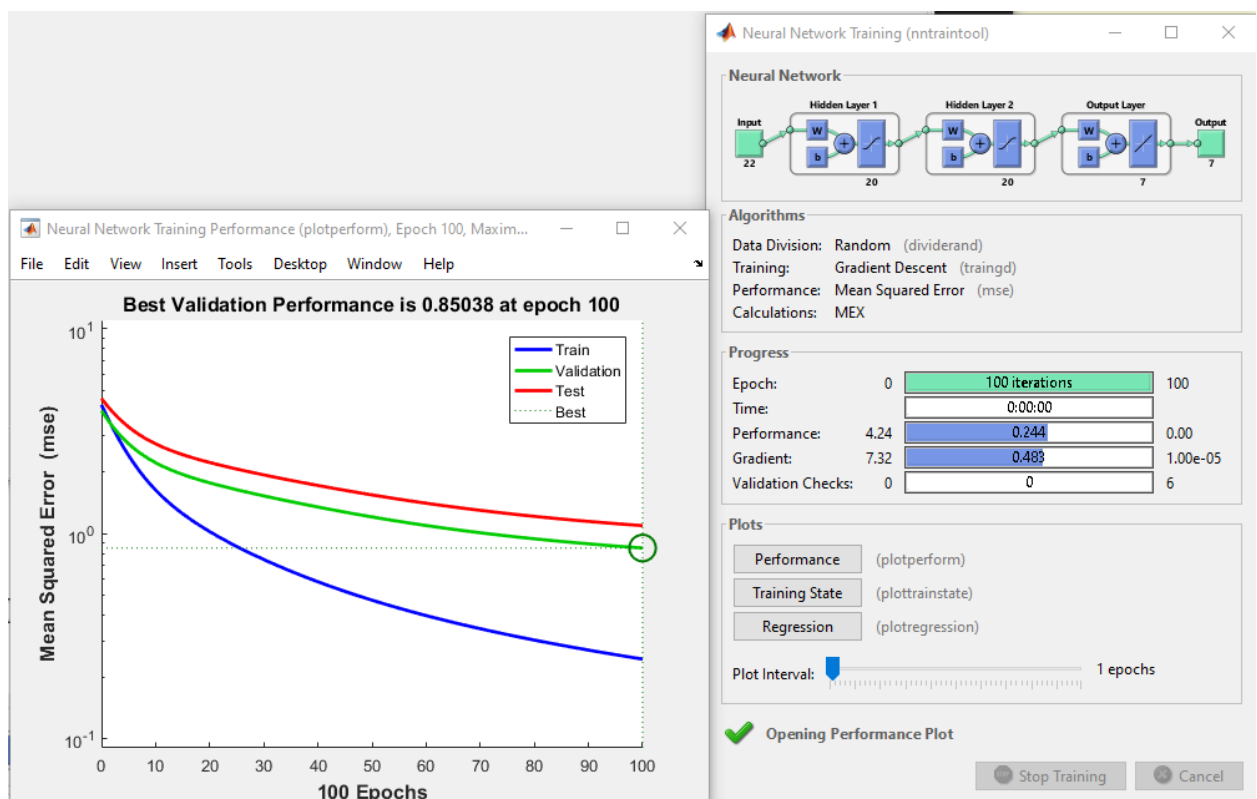 Neural Network Training (nntraintool)
Neural Network
Hidden Layer 1 Hidden Layer 2 Output Layer
Input Output
W W W
b b b
22 20 20 7 7
Algorithms
Data Division: Random (dividerand)
Training: Gradient Descent (traingd)
Performance: Mean Squared Error (mse)
Calculations: MEX
Progress
Epoch: 0 100 iterations 100
Time: 0:00:00
Performance: 4.24 0.244 0.00
Gradient: 7.32 0.483 1.00e-05
Validation Checks: 0 0 6
Plots
Performance (plotperform)
Training State (plottrainstate)
Regression (plotregression)
Plot Interval: 1 epochs
Opening Performance Plot
Stop Training Cancel
Neural Network Training Performance (plotperform), Epoch 100, Maxim...
File Edit View Insert Tools Desktop Window Help
Best Validation Performance is 0.85038 at epoch 100
Train
Validation
Test
Best
Mean Squared Error (mse)
10^1
10^0
10^-1
0 10 20 30 40 50 60 70 80 90 100
100 Epochs